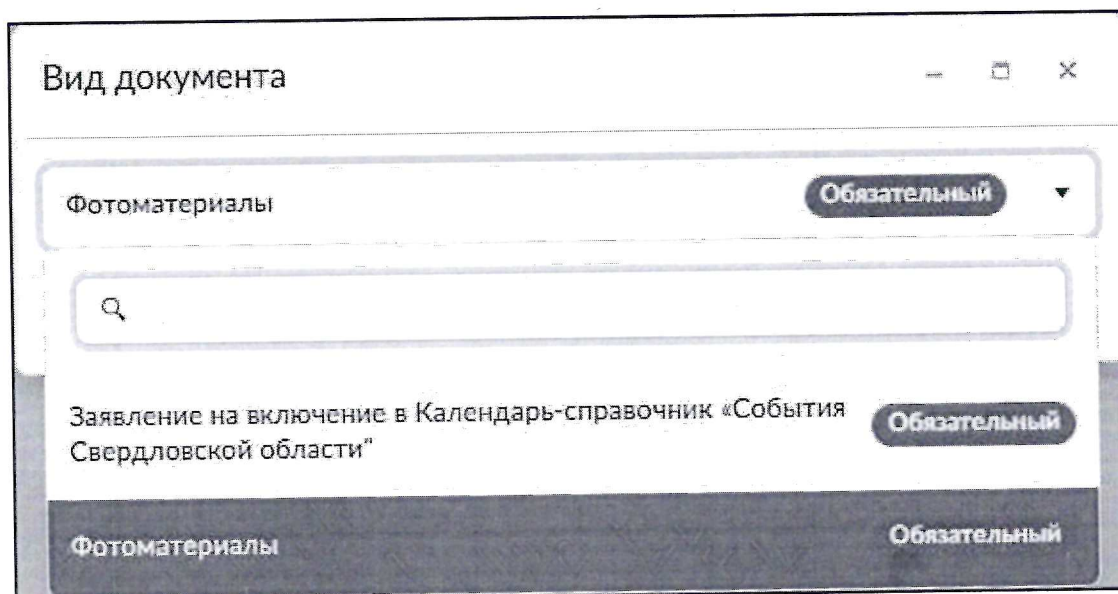 Вид документа
Фотоматериалы Обязательный
Заявление на включение в Календарь-справочник «События
Свердловской области" Обязательный
Фотоматериалы Обязательный